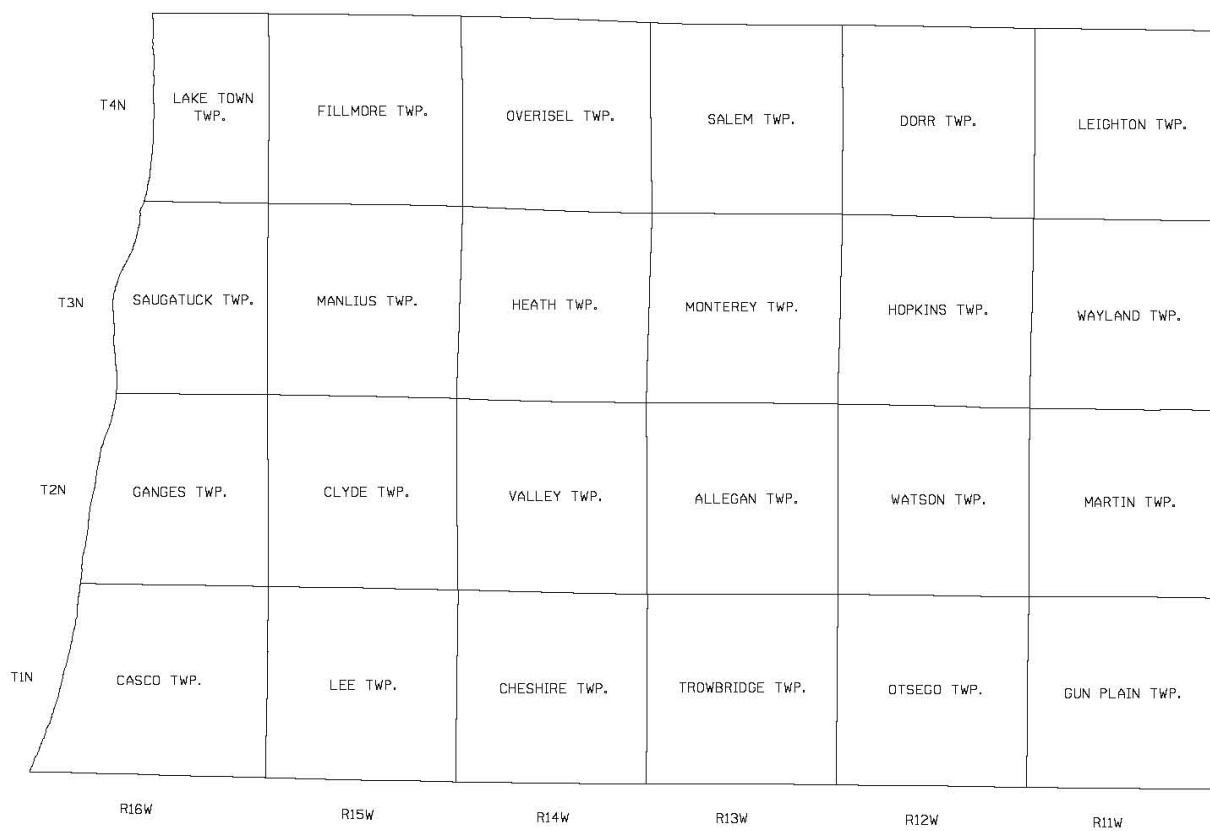 T4N
LAKE TOWN
TWP.
FILLMORE TWP.
OVERISEL TWP.
SALEM TWP.
DORR TWP.
LEIGHTON TWP.
T3N
SAUGATUCK TWP.
MANLIUS TWP.
HEATH TWP.
MONTEREY TWP.
HOPKINS TWP.
WAYLAND TWP.
T2N
GANGES TWP.
CLYDE TWP.
VALLEY TWP.
ALLEGAN TWP.
WATSON TWP.
MARTIN TWP.
T1N
CASCO TWP.
LEE TWP.
CHESHIRE TWP.
TROWBRIDGE TWP.
OTSEGO TWP.
GUN PLAIN TWP.
R16W
R15W
R14W
R13W
R12W
R11W